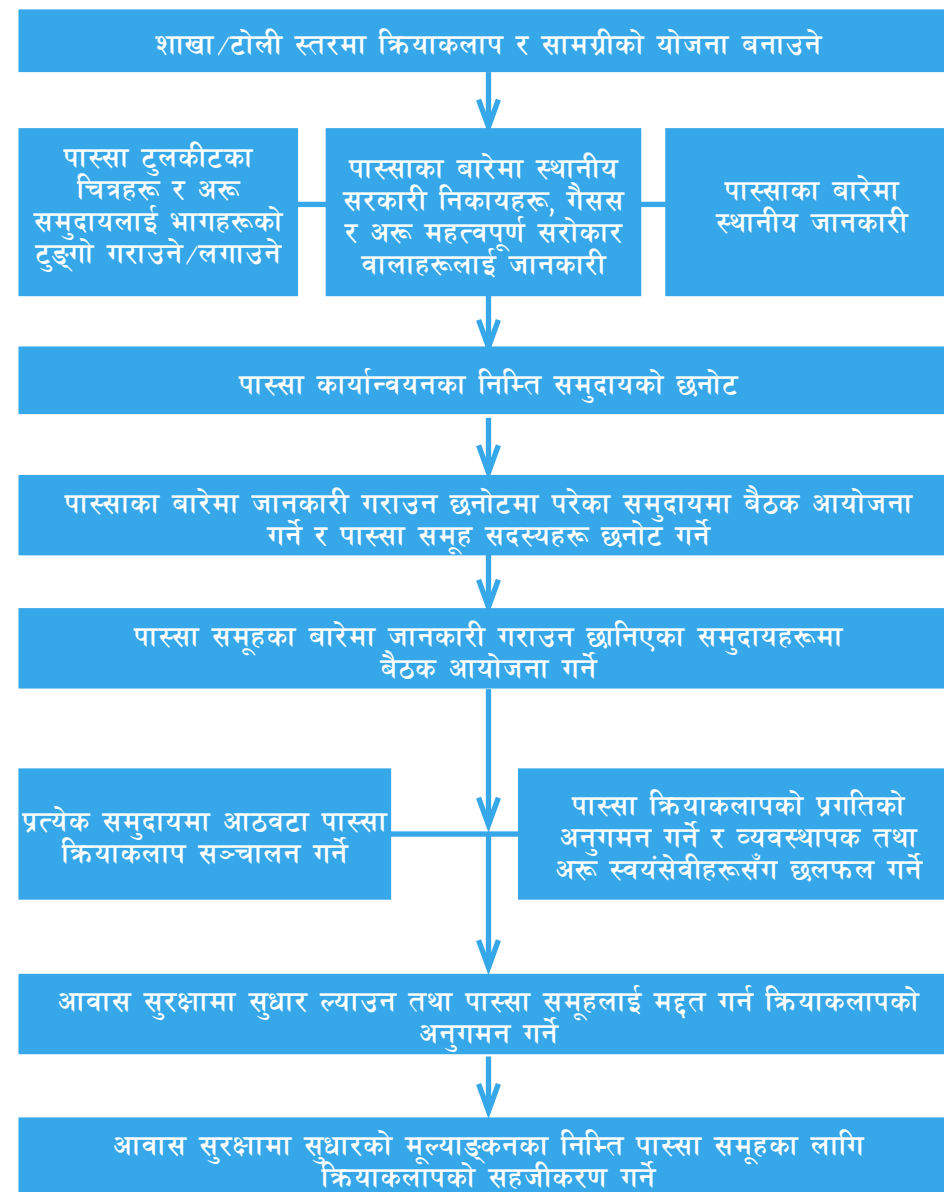 शाखा/टोली स्तरमा क्रियाकलाप र सामग्रीको योजना बनाउने
पास्सा टुलकीटका
चित्रहरू र अरू
समुदायलाई भागहरूको
टुङ्गो गराउने/लगाउने
पास्साका बारेमा स्थानीय
सरकारी निकायहरू, गैसस
र अरू महत्वपूर्ण सरोकार
वालाहरूलाई जानकारी
पास्साका बारेमा
स्थानीय जानकारी
पास्सा कार्यान्वयनका निम्ति समुदायको छनोट
पास्साका बारेमा जानकारी गराउन छनोटमा परेका समुदायमा बैठक आयोजना
गर्ने र पास्सा समूह सदस्यहरू छनोट गर्ने
पास्सा समूहका बारेमा जानकारी गराउन छानिएका समुदायहरूमा
बैठक आयोजना गर्ने
प्रत्येक समुदायमा आठवटा पास्सा
क्रियाकलाप सञ्चालन गर्ने
पास्सा क्रियाकलापको प्रगतिको
अनुगमन गर्ने र व्यवस्थापक तथा
अरू स्वयंसेवीहरूसँग छलफल गर्ने
आवास सुरक्षामा सुधार ल्याउन तथा पास्सा समूहलाई मद्दत गर्न क्रियाकलापको
अनुगमन गर्ने
आवास सुरक्षामा सुधारको मूल्याङ्कनका निम्ति पास्सा समूहका लागि
क्रियाकलापको सहजीकरण गर्ने